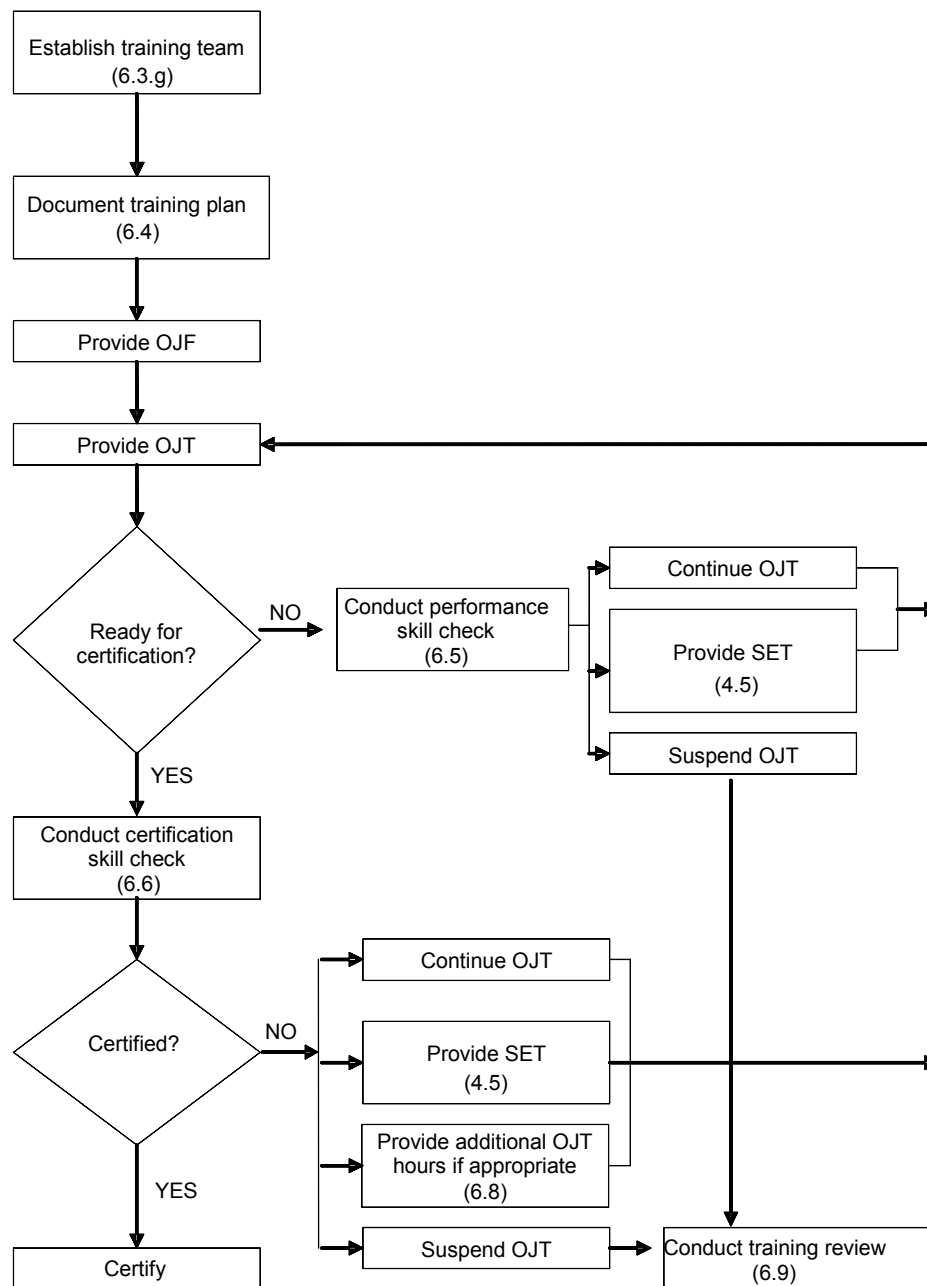 Establish training team
(6.3.g)
Document training plan
(6.4)
Provide OJF
Provide OJT
Ready for
certification?
NO
Conduct performance
skill check
(6.5)
Continue OJT
Provide SET
(4.5)
Suspend OJT
YES
Conduct certification
skill check
(6.6)
Certified?
NO
Continue OJT
Provide SET
(4.5)
Provide additional OJT
hours if appropriate
(6.8)
Suspend OJT
YES
Certify
Conduct training review
(6.9)